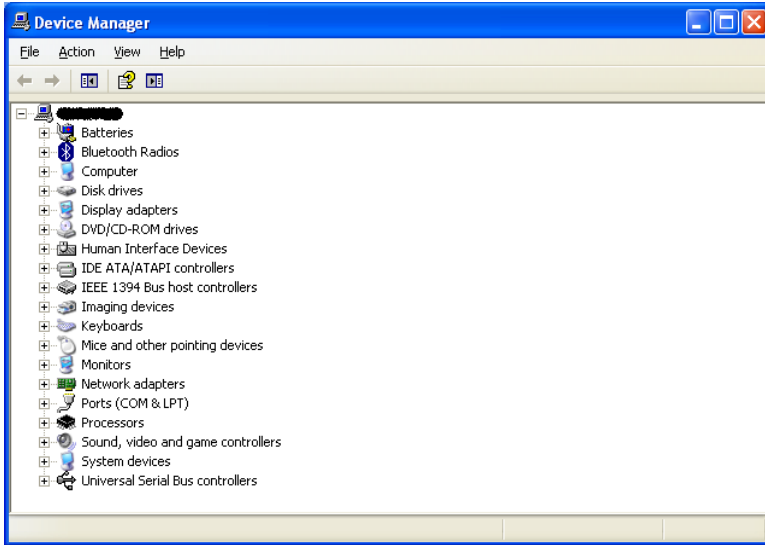 Device Manager
File Action View Help
Batteries
Bluetooth Radios
Computer
Disk drives
Display adapters
DVD/CD-ROM drives
Human Interface Devices
IDE ATA/ATAPI controllers
IEEE 1394 Bus host controllers
Imaging devices
Keyboards
Mice and other pointing devices
Monitors
Network adapters
Ports (COM & LPT)
Processors
Sound, video and game controllers
System devices
Universal Serial Bus controllers